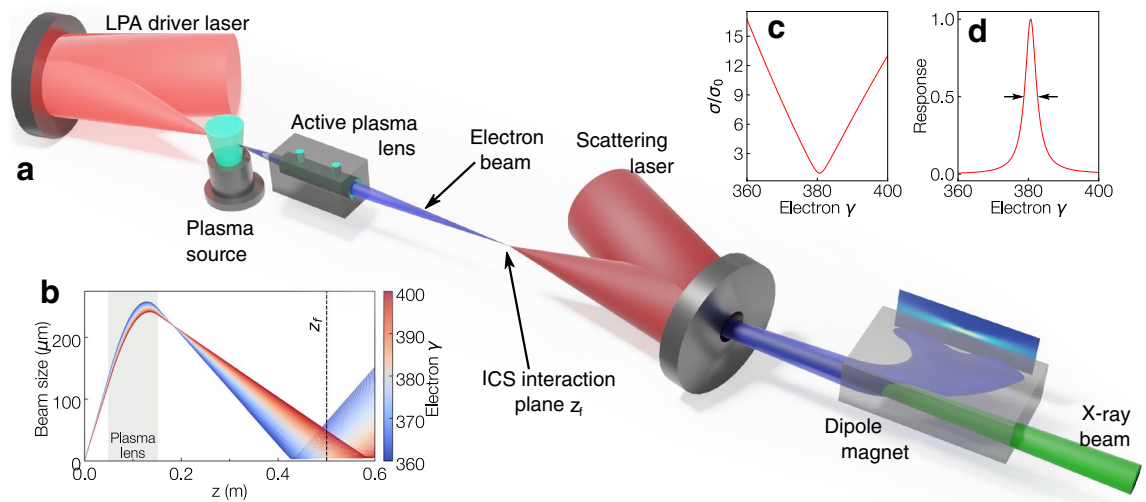 LPA driver laser
Active plasma
lens
Electron
beam
Scattering
laser
a
Plasma
source
ICS interaction
plane z_f
Dipole
magnet
X-ray
beam
b
Beam size (µm)
200
100
0
0.0
0.2
0.4
0.6
z (m)
Plasma
lens
z_f
400
390
380
370
360
Electron γ
c
σ/σ₀
15
12
9
6
3
360
380
400
Electron γ
d
Response
1.0
0.5
0.0
360
380
400
Electron γ